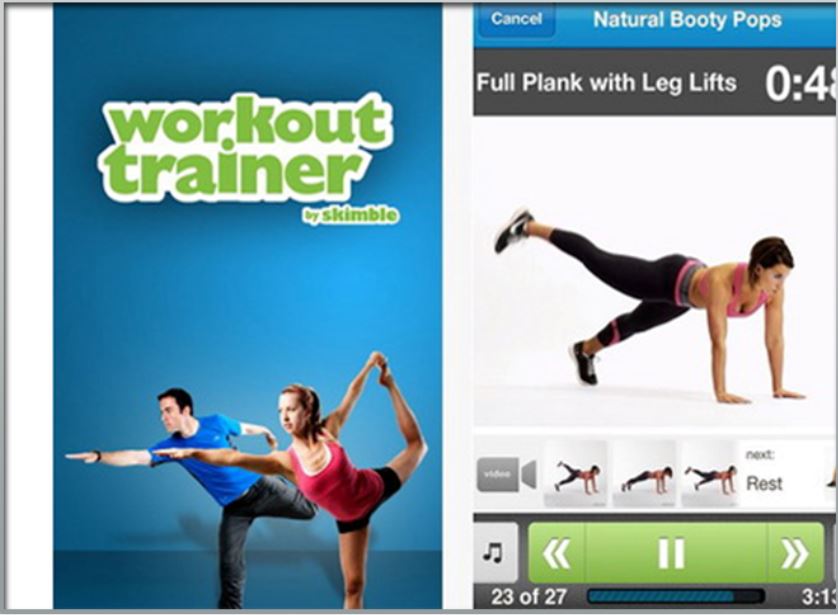 workout
trainer
by skimble
Cancel
Natural Booty Pops
Full Plank with Leg Lifts
0:48
video
next:
Rest
23 of 27
3:1